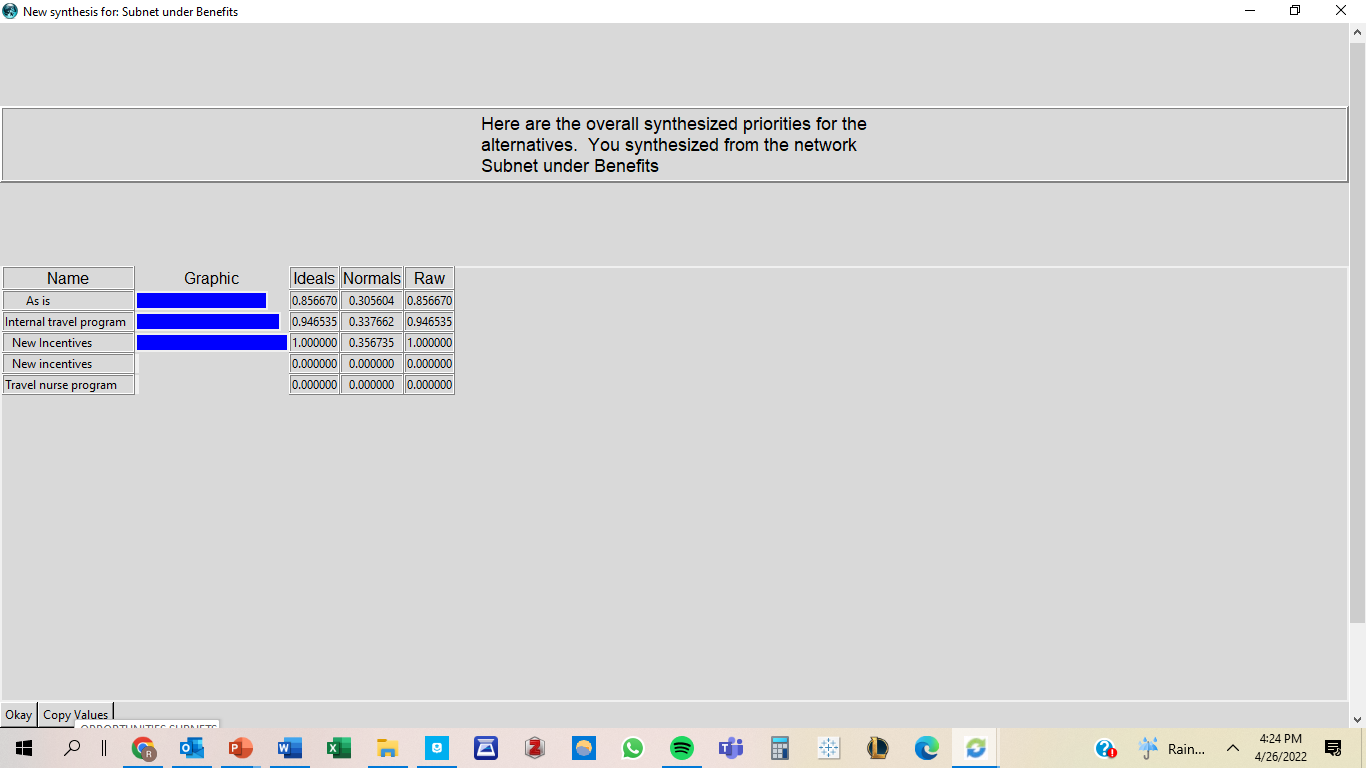 New synthesis for: Subnet under Benefits
Here are the overall synthesized priorities for the
alternatives.  You synthesized from the network
Subnet under Benefits
Name Graphic Ideals Normals Raw
As is 0.856670 0.305604 0.856670
Internal travel program 0.946535 0.337662 0.946535
New Incentives 1.000000 0.356735 1.000000
New incentives 0.000000 0.000000 0.000000
Travel nurse program 0.000000 0.000000 0.000000
Okay Copy Values
OPPORTUNITIES SUBNETS
Rain... 4:24 PM
4/26/2022